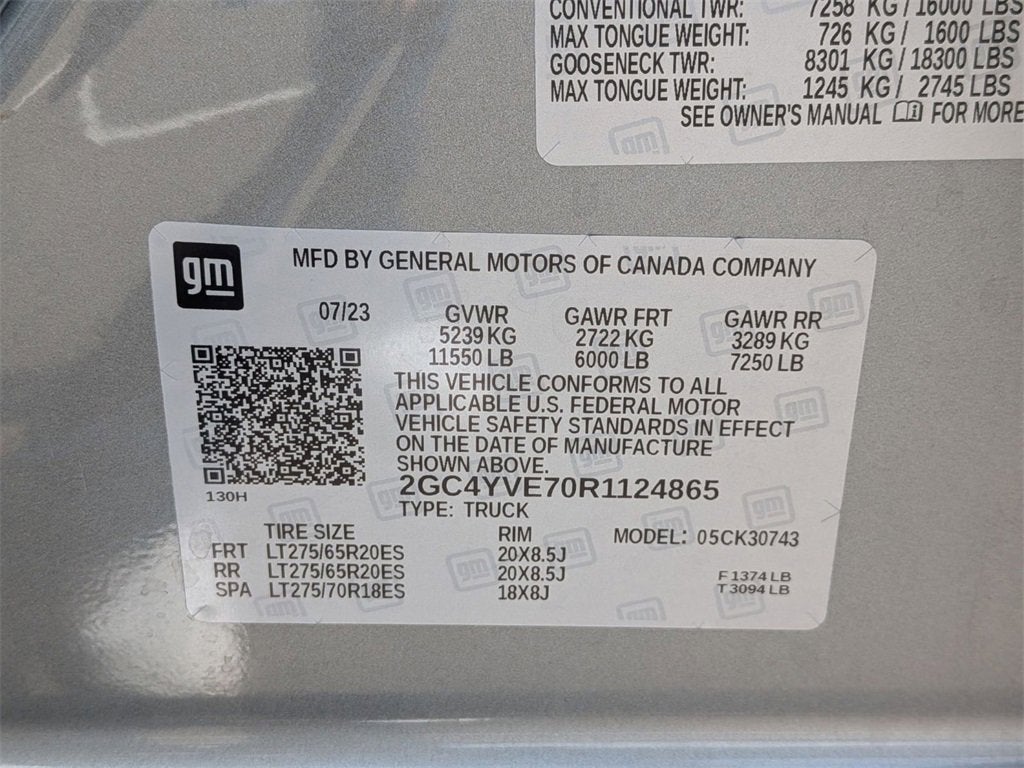 CONVENTIONAL TWR: 7258 KG / 16000 LBS
MAX TONGUE WEIGHT: 726 KG / 1600 LBS
GOOSENECK TWR: 8301 KG / 18300 LBS
MAX TONGUE WEIGHT: 1245 KG / 2745 LBS
SEE OWNER'S MANUAL FOR MORE
gm
MFD BY GENERAL MOTORS OF CANADA COMPANY
07/23 GVWR GAWR FRT GAWR RR
5239 KG 2722 KG 3289 KG
11550 LB 6000 LB 7250 LB
THIS VEHICLE CONFORMS TO ALL
APPLICABLE U.S. FEDERAL MOTOR
VEHICLE SAFETY STANDARDS IN EFFECT
ON THE DATE OF MANUFACTURE
SHOWN ABOVE.
130H
2GC4YVE70R1124865
TYPE: TRUCK
TIRE SIZE RIM MODEL: 05CK30743
FRT LT275/65R20ES 20X8.5J
RR LT275/65R20ES 20X8.5J F 1374 LB
SPA LT275/70R18ES 18X8J T 3094 LB